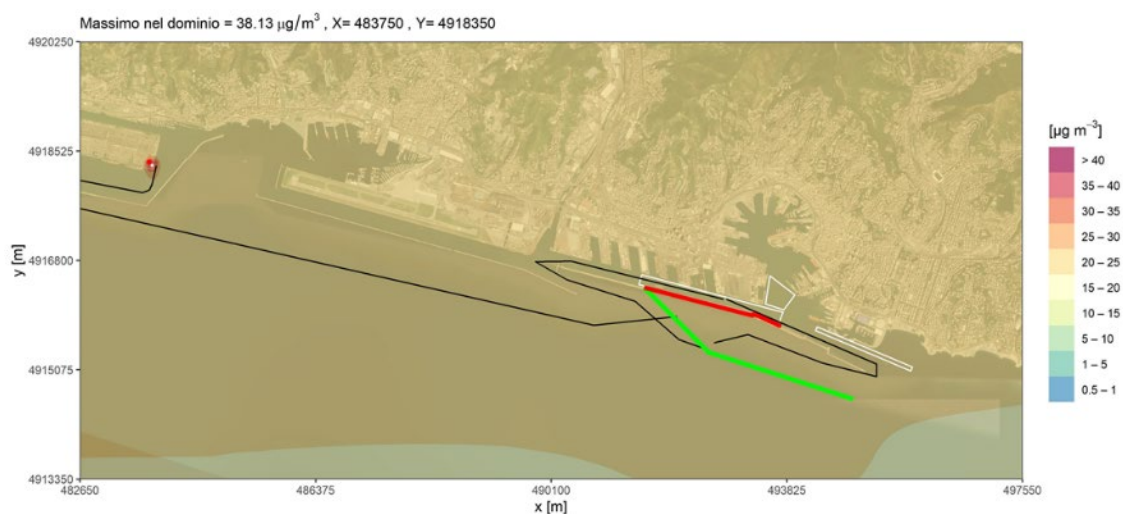 Massimo nel dominio = 38.13 μg/m³ , X= 483750 , Y= 4918350
4920250
4918525
4916800
4915075
4913350
y [m]
482650
486375
490100
493825
497550
x [m]
[μg m⁻³]
> 40
35 – 40
30 – 35
25 – 30
20 – 25
15 – 20
10 – 15
5 – 10
1 – 5
0.5 – 1